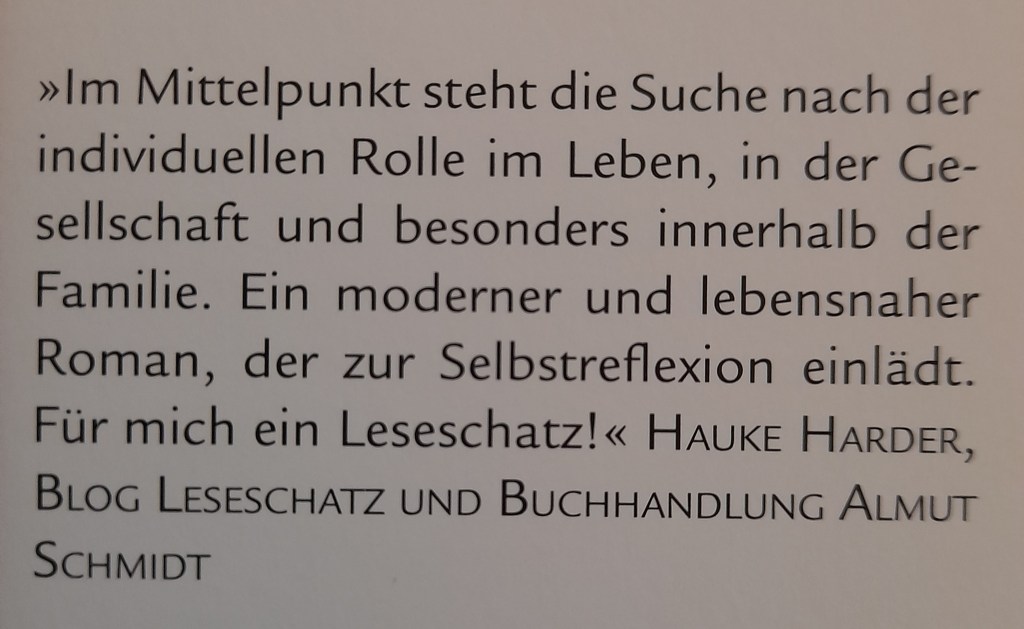 »Im Mittelpunkt steht die Suche nach der
individuellen Rolle im Leben, in der Ge-
sellschaft und besonders innerhalb der
Familie. Ein moderner und lebensnaher
Roman, der zur Selbstreflexion einlädt.
Für mich ein Leseschatz!« HAUKE HARDER,
BLOG LESESCHATZ UND BUCHHANDLUNG ALMUT
SCHMIDT